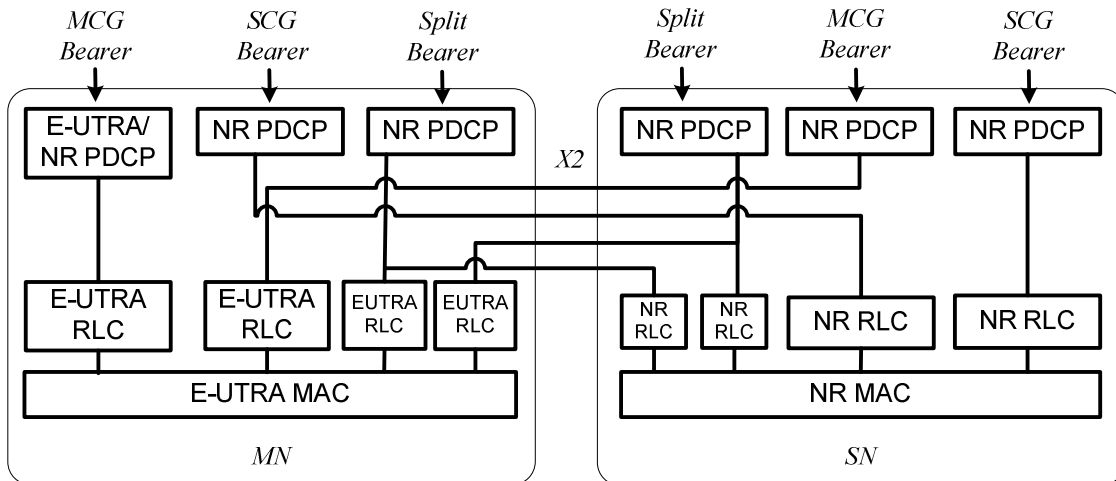 MCG SCG Split Split MCG SCG
Bearer Bearer Bearer Bearer Bearer Bearer
E-UTRA/ NR PDCP NR PDCP NR PDCP NR PDCP NR PDCP
NR PDCP
X2
E-UTRA E-UTRA EUTRA EUTRA NR NR NR RLC NR RLC
RLC RLC RLC RLC RLC RLC
E-UTRA MAC NR MAC
MN SN